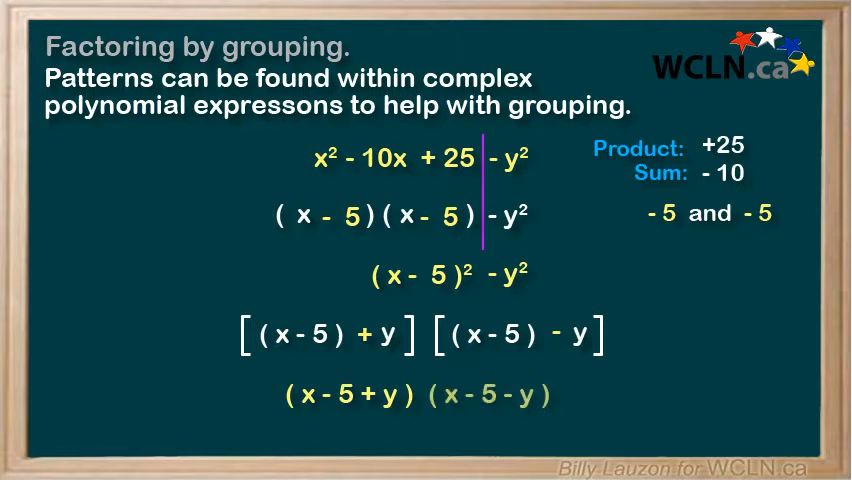 Factoring by grouping.
WCLN.ca
Patterns can be found within complex
polynomial expressons to help with grouping.
x² - 10x + 25 - y²
Product: +25
Sum: - 10
( x - 5 ) ( x - 5 ) - y²
- 5 and - 5
( x - 5 )² - y²
[ ( x - 5 ) + y ] [ ( x - 5 ) - y ]
( x - 5 + y ) ( x - 5 - y )
Billy Lauzon for WCLN.ca